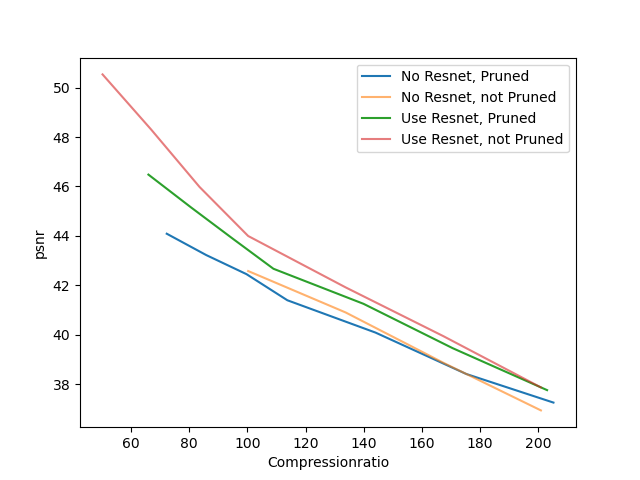 No Resnet, Pruned
No Resnet, not Pruned
Use Resnet, Pruned
Use Resnet, not Pruned
50
48
46
44
42
40
38
psnr
60 80 100 120 140 160 180 200
Compressionratio